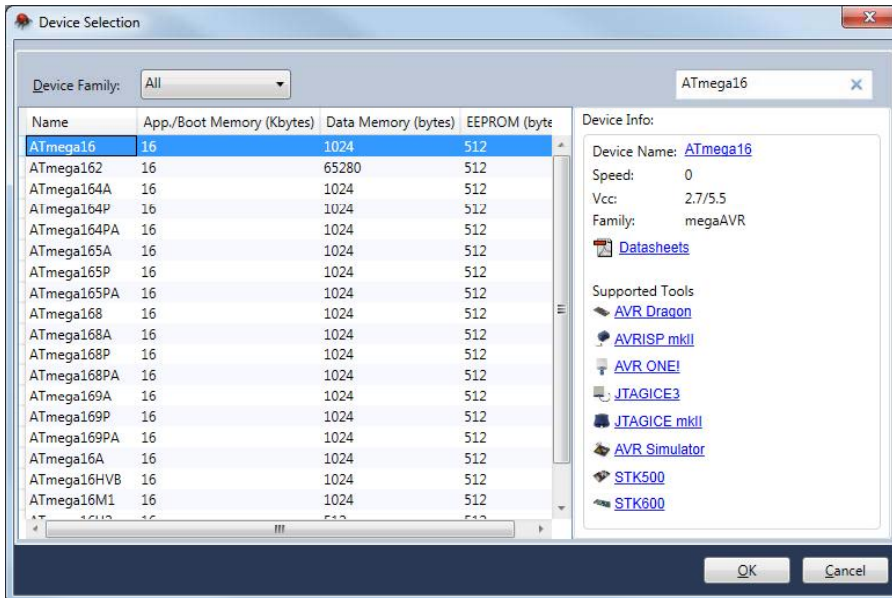 Device Selection
Device Family: All ATmega16
Name App./Boot Memory (Kbytes) Data Memory (bytes) EEPROM (byte
ATmega16 16 1024 512
ATmega162 16 65280 512
ATmega164A 16 1024 512
ATmega164P 16 1024 512
ATmega164PA 16 1024 512
ATmega165A 16 1024 512
ATmega165P 16 1024 512
ATmega165PA 16 1024 512
ATmega168 16 1024 512
ATmega168A 16 1024 512
ATmega168P 16 1024 512
ATmega168PA 16 1024 512
ATmega169A 16 1024 512
ATmega169P 16 1024 512
ATmega169PA 16 1024 512
ATmega16A 16 1024 512
ATmega16HVB 16 1024 512
ATmega16M1 16 1024 512
Device Info:
Device Name: ATmega16
Speed: 0
Vcc: 2.7/5.5
Family: megaAVR
Datasheets
Supported Tools
AVR Dragon
AVRISP mkII
AVR ONE!
JTAGICE3
JTAGICE mkII
AVR Simulator
STK500
STK600
OK Cancel